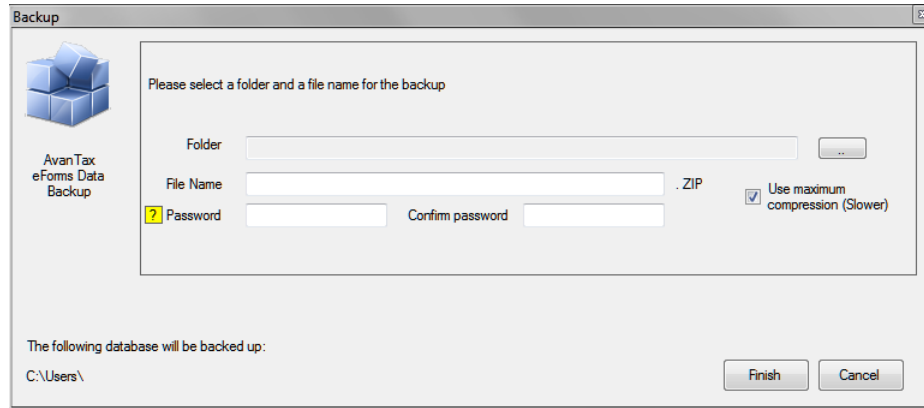 Backup
Please select a folder and a file name for the backup
Folder
..
AvanTax
eForms Data
Backup
File Name
. ZIP
Use maximum
compression (Slower)
? Password
Confirm password
The following database will be backed up:
C:\Users\
Finish
Cancel